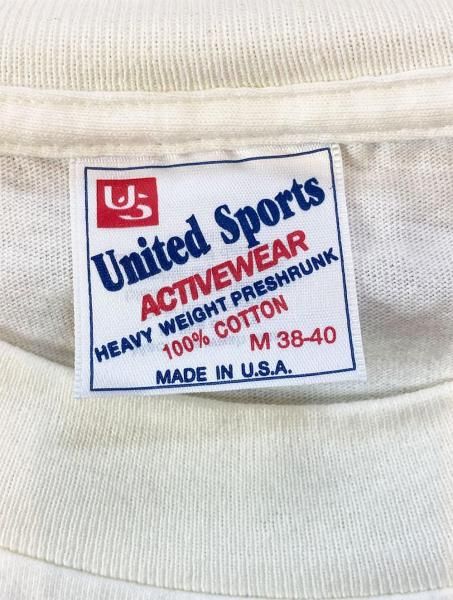 US
United Sports
ACTIVEWEAR
HEAVY WEIGHT PRESHRUNK
100% COTTON
M 38-40
MADE IN U.S.A.